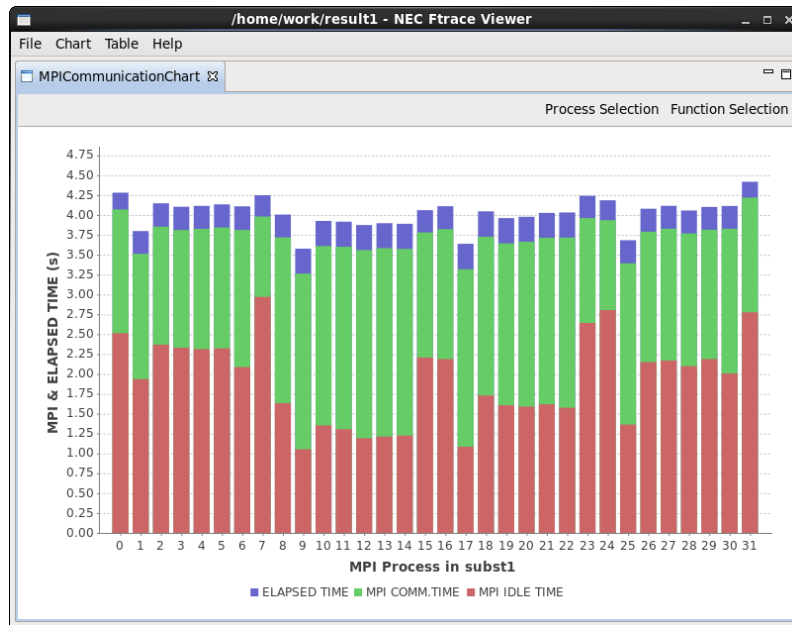 /home/work/result1 - NEC Ftrace Viewer
File Chart Table Help
MPICommunicationChart
Process Selection Function Selection
MPI & ELAPSED TIME (s)
4.75
4.50
4.25
4.00
3.75
3.50
3.25
3.00
2.75
2.50
2.25
2.00
1.75
1.50
1.25
1.00
0.75
0.50
0.25
0.00
0 1 2 3 4 5 6 7 8 9 10 11 12 13 14 15 16 17 18 19 20 21 22 23 24 25 26 27 28 29 30 31
MPI Process in subst1
ELAPSED TIME MPI COMM.TIME MPI IDLE TIME